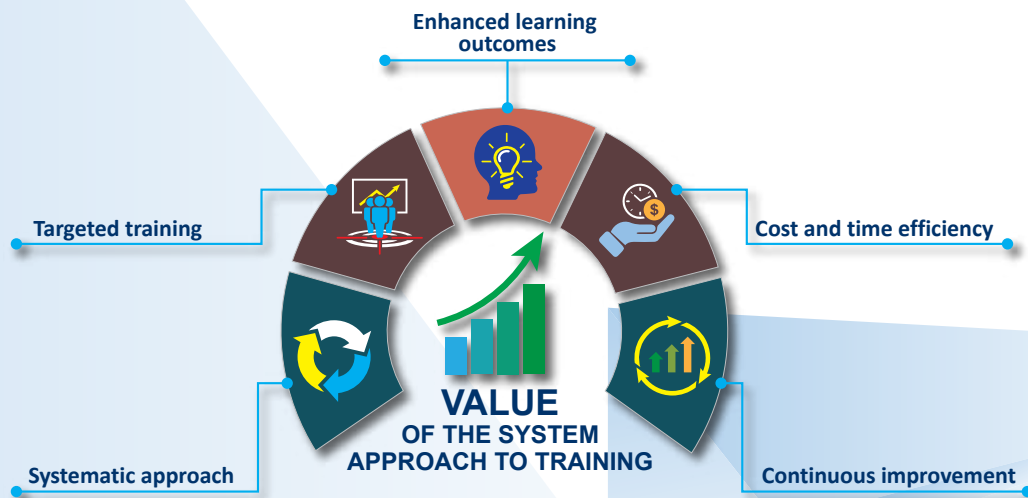 Enhanced learning
outcomes
Targeted training
$
Cost and time efficiency
VALUE
OF THE SYSTEM
APPROACH TO TRAINING
Systematic approach
Continuous improvement